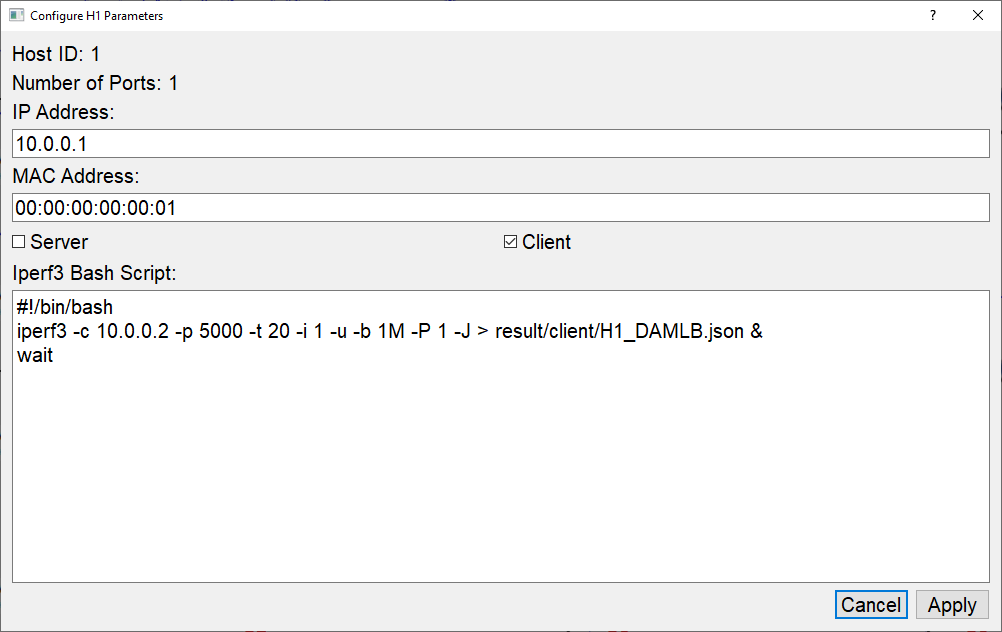 Configure H1 Parameters
Host ID: 1
Number of Ports: 1
IP Address:
10.0.0.1
MAC Address:
00:00:00:00:00:01
Server Client
Iperf3 Bash Script:
#!/bin/bash
iperf3 -c 10.0.0.2 -p 5000 -t 20 -i 1 -u -b 1M -P 1 -J > result/client/H1_DAMLB.json &
wait
Cancel Apply